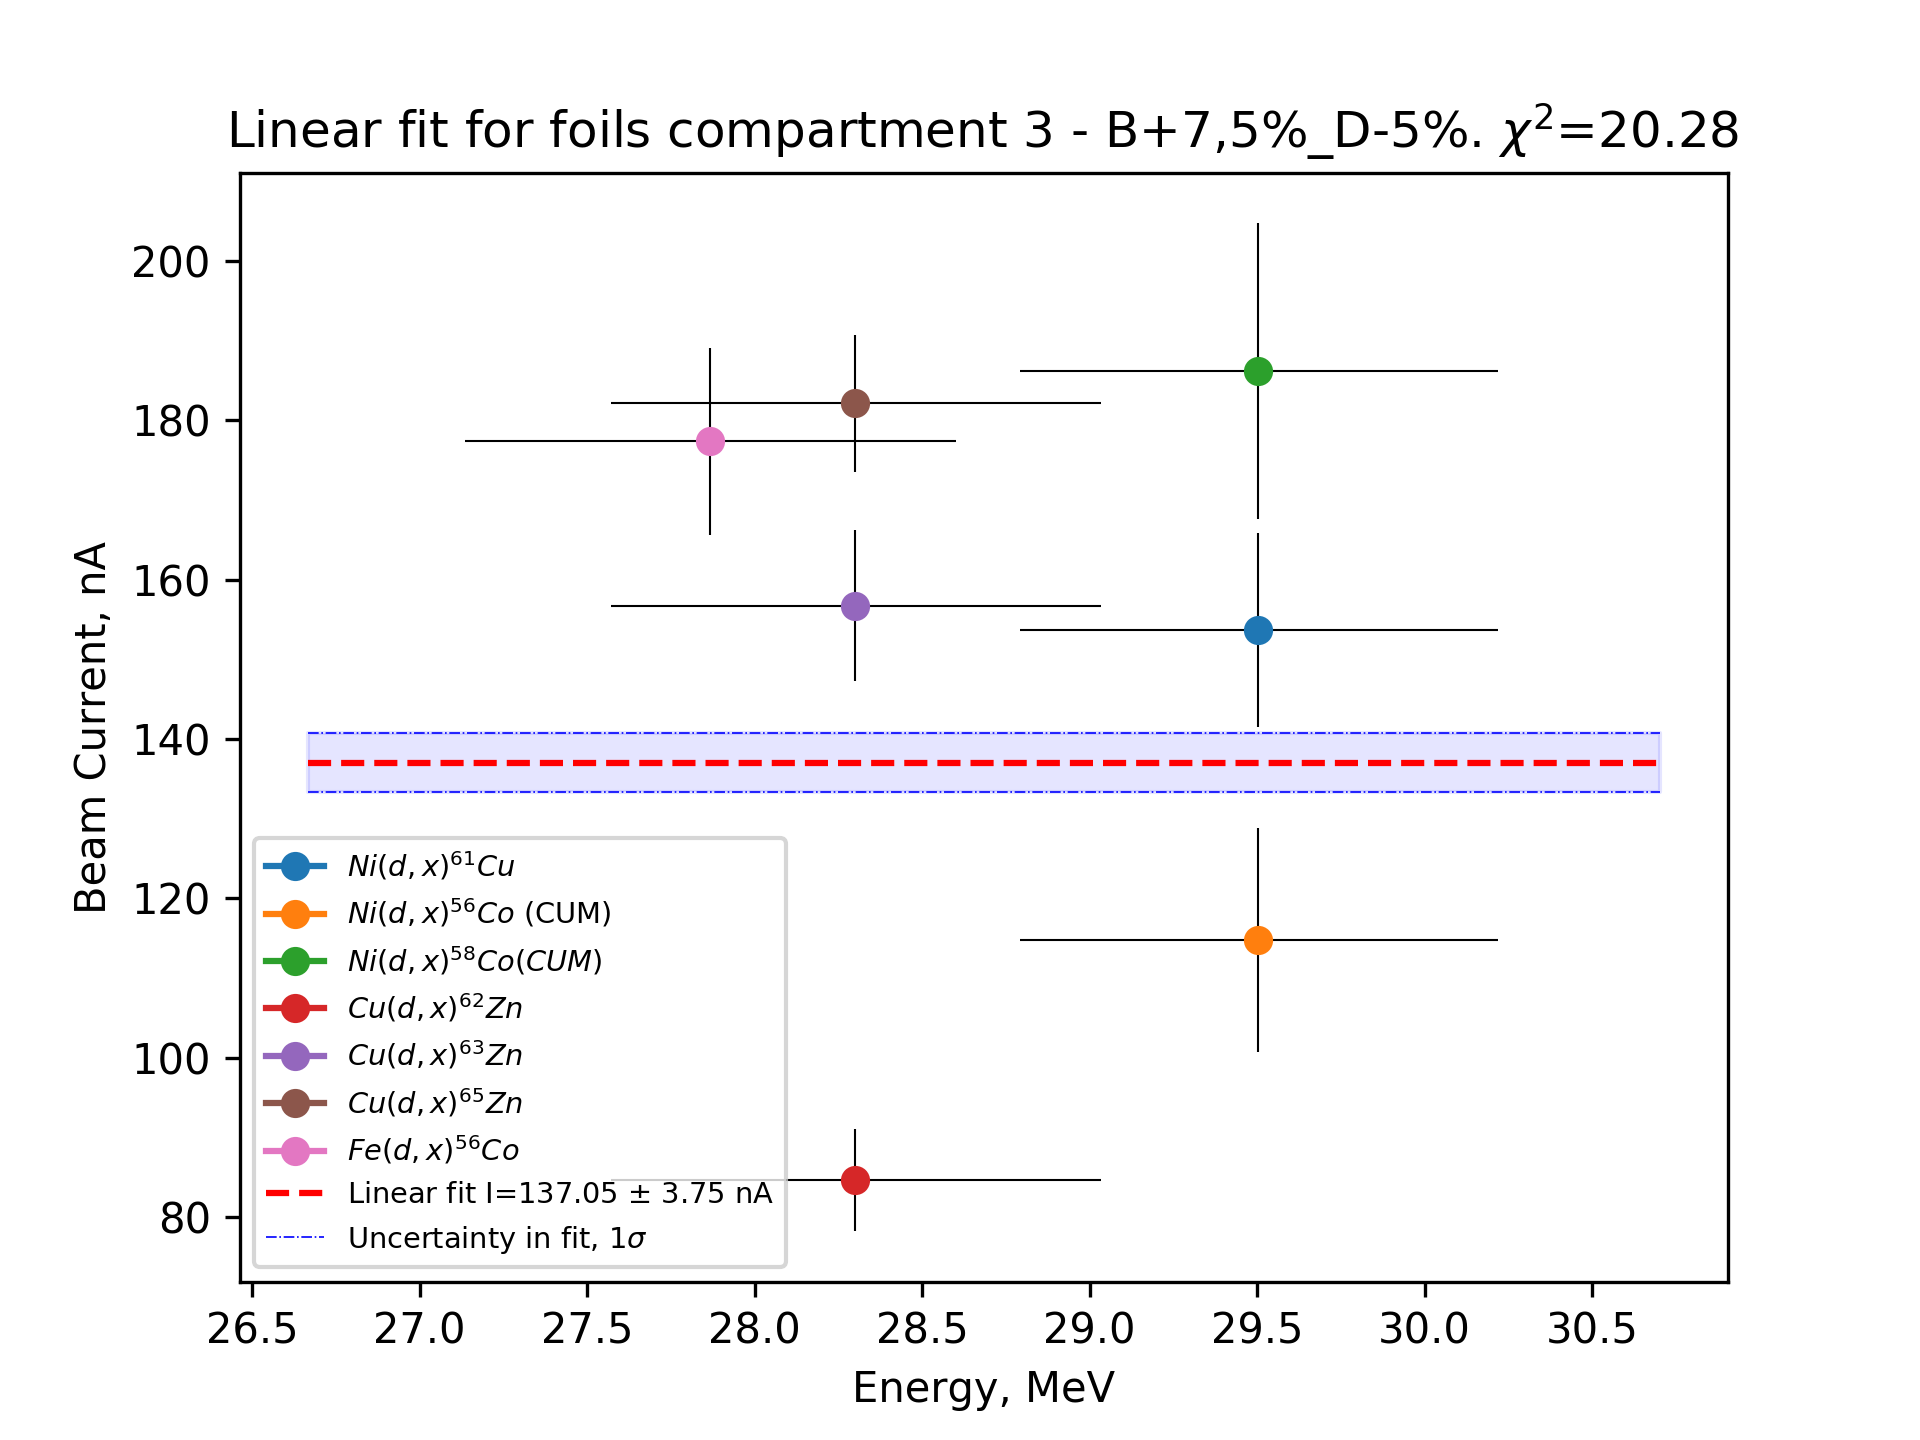 Linear fit for foils compartment 3 - B+7,5%_D-5%. χ²=20.28
Beam Current, nA
200
180
160
140
120
100
80
Ni(d, x)⁶¹Cu
Ni(d, x)⁵⁶Co (CUM)
Ni(d, x)⁵⁸Co(CUM)
Cu(d, x)⁶²Zn
Cu(d, x)⁶³Zn
Cu(d, x)⁶⁵Zn
Fe(d, x)⁵⁶Co
Linear fit I=137.05 ± 3.75 nA
Uncertainty in fit, 1σ
26.5 27.0 27.5 28.0 28.5 29.0 29.5 30.0 30.5
Energy, MeV